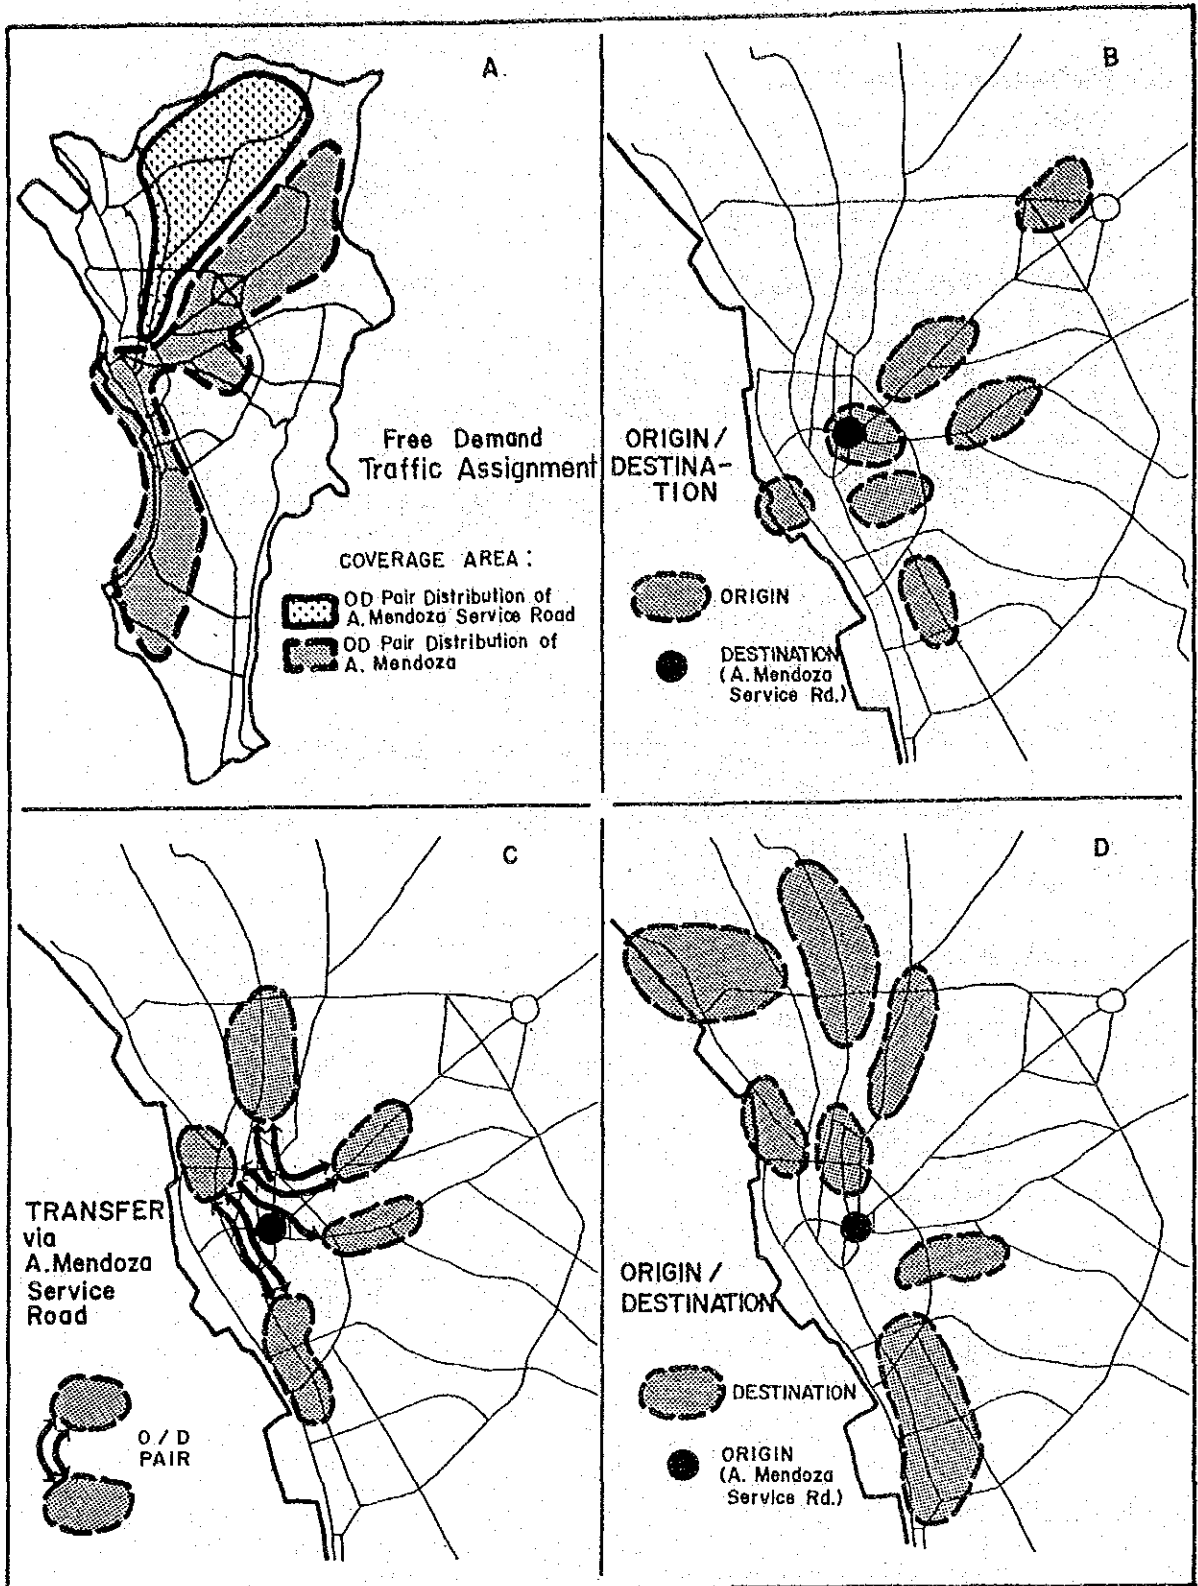 A.
Free Demand
Traffic Assignment
COVERAGE AREA :
OD Pair Distribution of
A. Mendoza Service Road
OD Pair Distribution of
A. Mendoza
B
ORIGIN /
DESTINA-
TION
ORIGIN
DESTINATION
(A. Mendoza
Service Rd.)
C
TRANSFER
via
A. Mendoza
Service
Road
O / D
PAIR
D
ORIGIN /
DESTINATION
DESTINATION
ORIGIN
(A. Mendoza
Service Rd.)